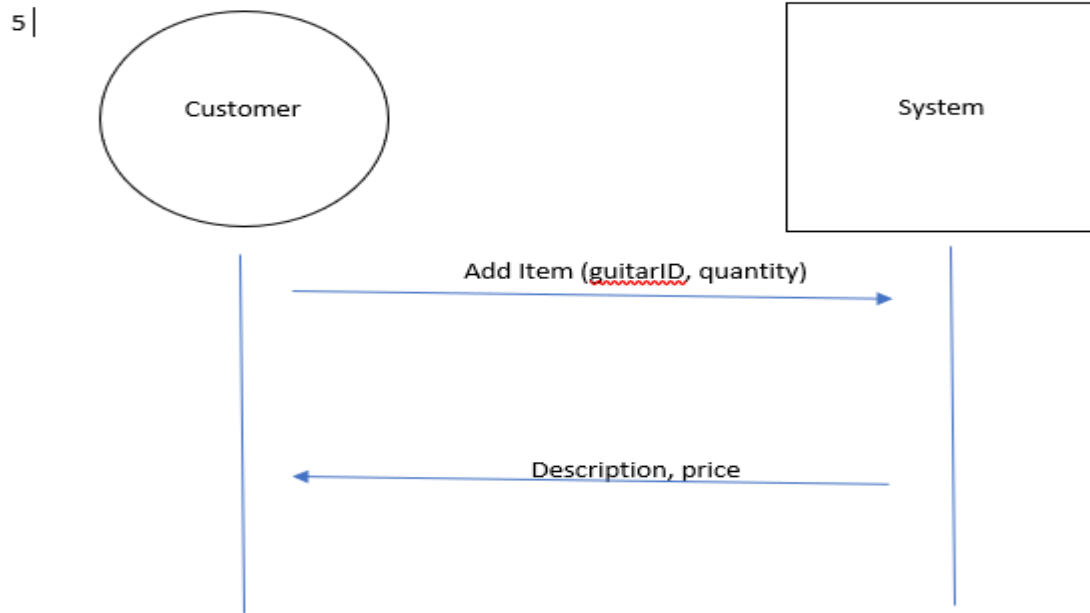 5
Customer
System
Add Item (guitarID, quantity)
Description, price